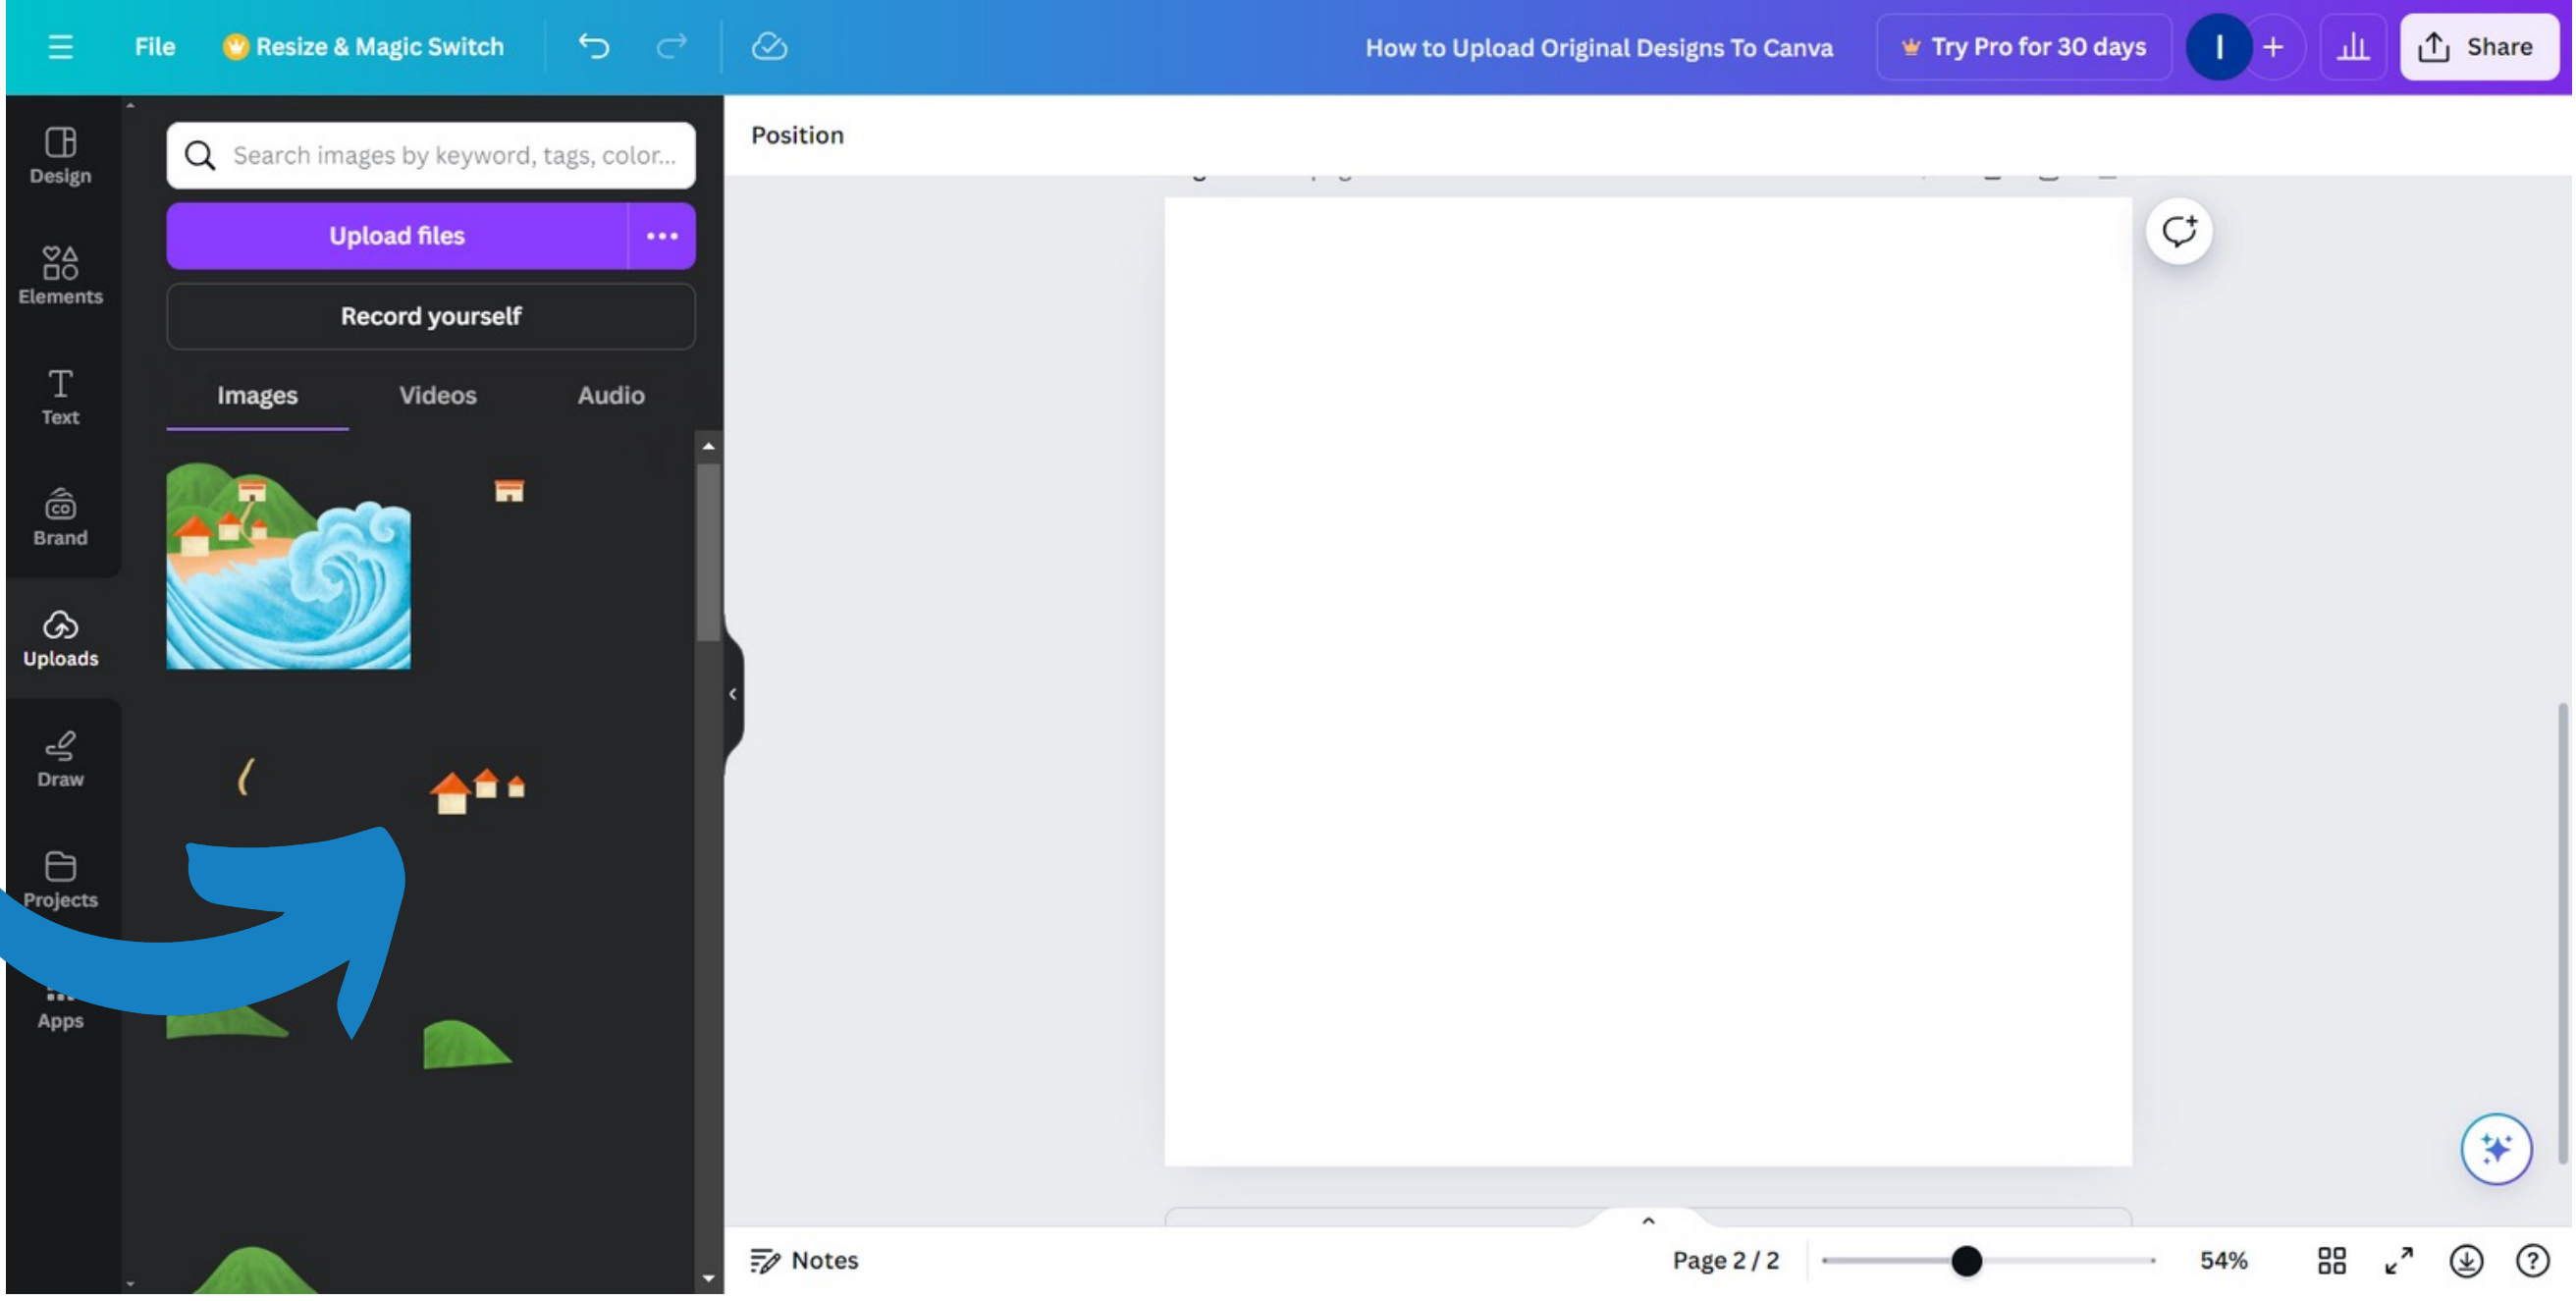 File
Resize & Magic Switch
How to Upload Original Designs To Canva
Try Pro for 30 days
I
Share
Design
Elements
Text
Brand
Uploads
Draw
Projects
Apps
Search images by keyword, tags, color...
Upload files
Record yourself
Images Videos Audio
Position
Notes
Page 2 / 2
54%